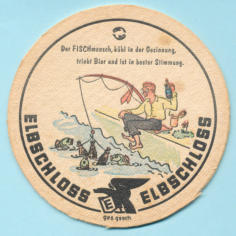 Der FISCHmensch, kühl in der Gesinnung,
trinkt Bier und ist in bester Stimmung.
ELBSCHLOSS
ELBSCHLOSS
E
ges. gesch